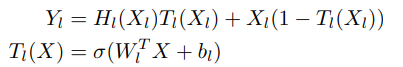 Y_l = H_l(X_l)T_l(X_l) + X_l(1 − T_l(X_l))
T_l(X) = σ(W_l^T X + b_l)